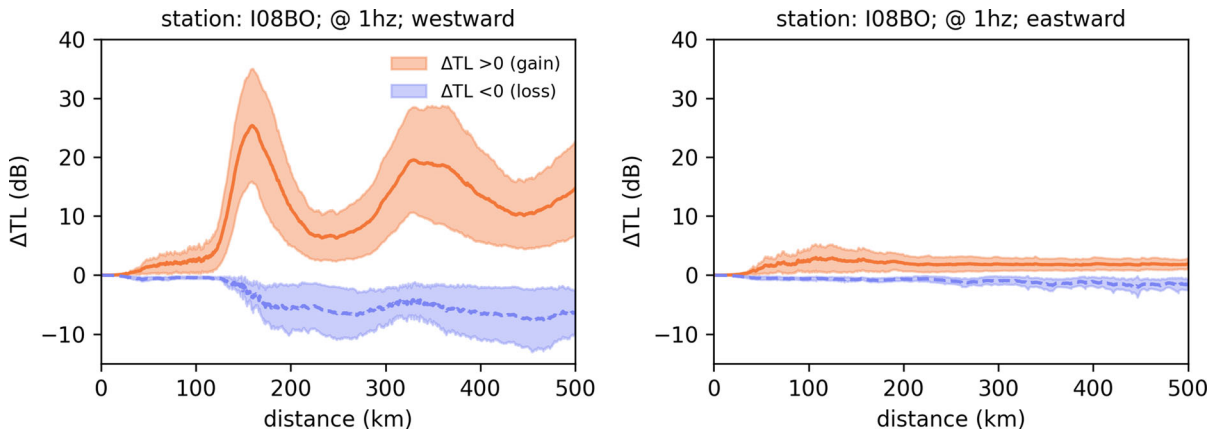 station: I08BO; @ 1hz; westward
40
30
20
10
0
−10
ΔTL (dB)
ΔTL >0 (gain)
ΔTL <0 (loss)
0 100 200 300 400 500
distance (km)
station: I08BO; @ 1hz; eastward
40
30
20
10
0
−10
ΔTL (dB)
0 100 200 300 400 500
distance (km)